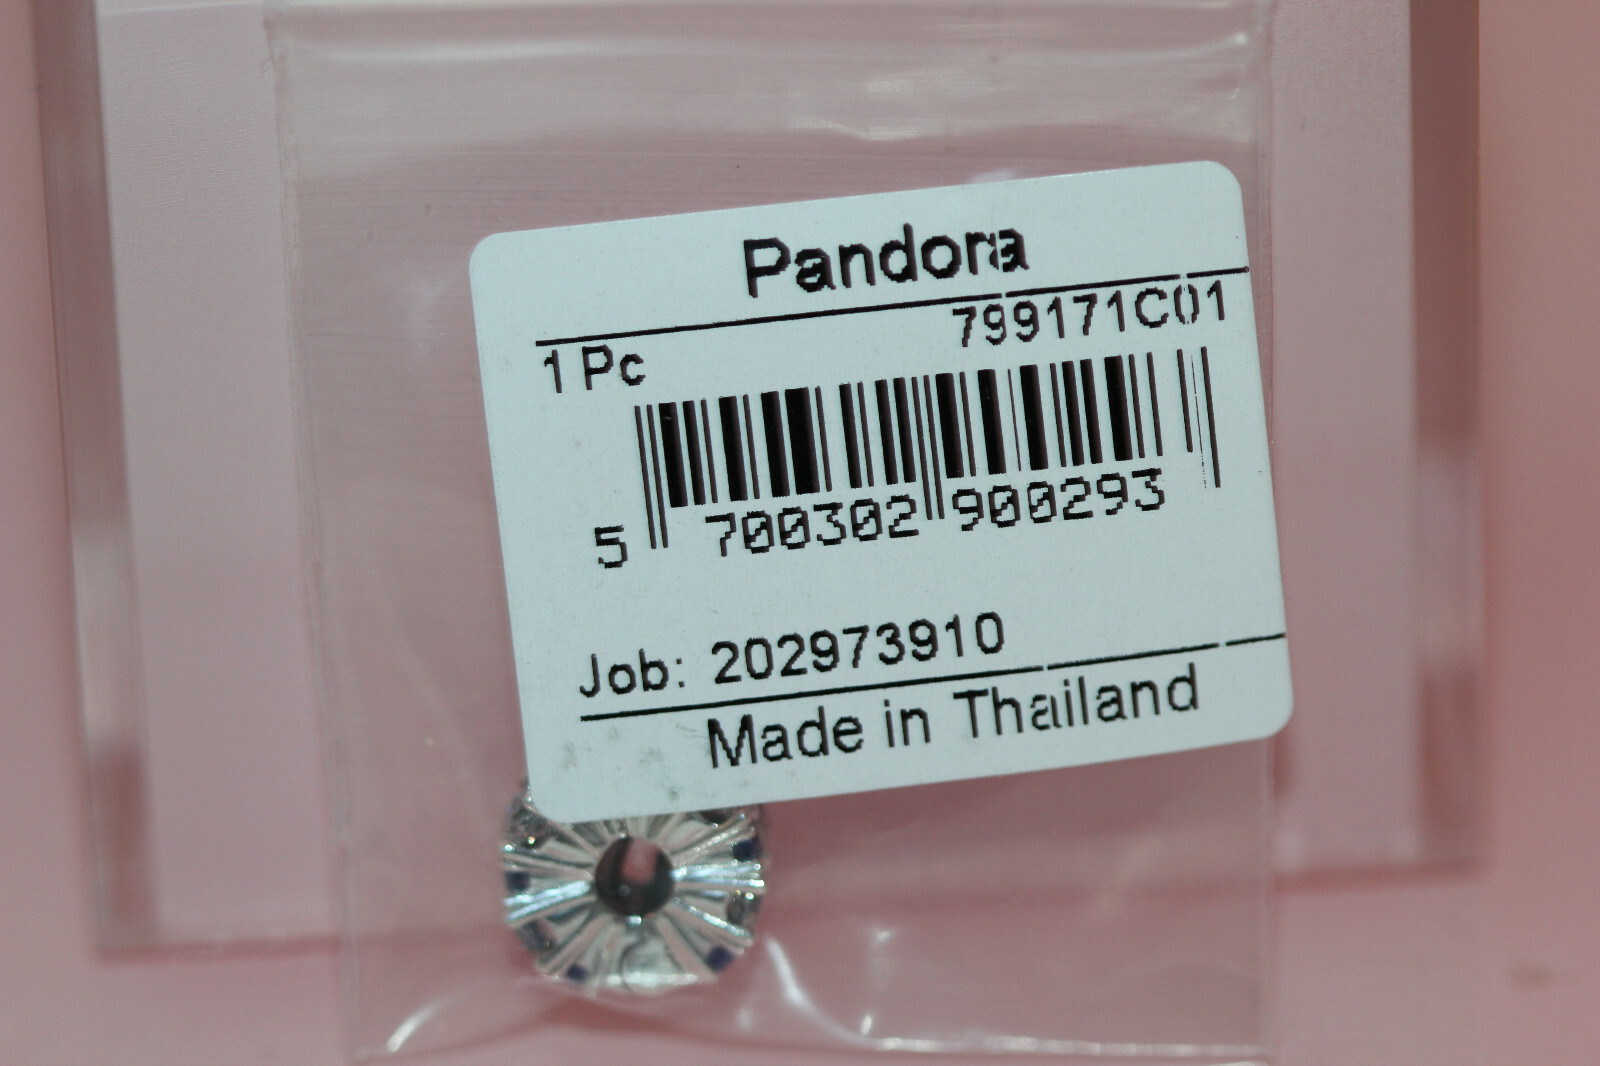 Pandora
799171C01
1 Pc
5 700302 900293
Job: 202973910
Made in Thailand